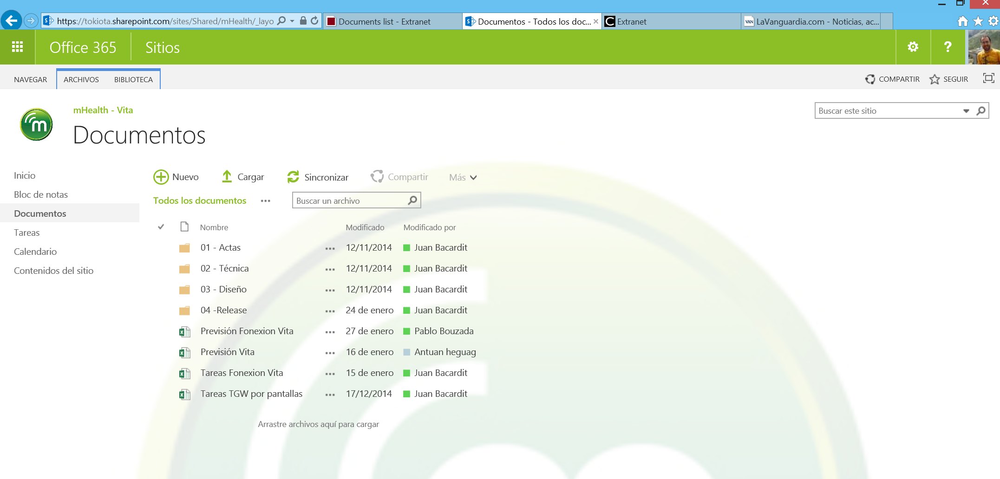 https://tokiota.sharepoint.com/sites/Shared/mHealth/_layo
Documents list - Extranet
Documentos - Todos los doc...
Extranet
VAN LaVanguardia.com - Noticias, ac...
Office 365
Sitios
?
NAVEGAR
ARCHIVOS
BIBLIOTECA
COMPARTIR
SEGUIR
m
mHealth - Vita
Documentos
Buscar este sitio
Inicio
Bloc de notas
Documentos
Tareas
Calendario
Contenidos del sitio
Nuevo
Cargar
Sincronizar
Compartir
Más
Todos los documentos
...
Buscar un archivo
Nombre Modificado Modificado por
01 - Actas ... 12/11/2014 Juan Bacardit
02 - Técnica ... 12/11/2014 Juan Bacardit
03 - Diseño ... 12/11/2014 Juan Bacardit
04 -Release ... 24 de enero Juan Bacardit
Previsión Fonexion Vita ... 27 de enero Pablo Bouzada
Previsión Vita ... 16 de enero Antuan heguag
Tareas Fonexion Vita ... 15 de enero Juan Bacardit
Tareas TGW por pantallas ... 17/12/2014 Juan Bacardit
Arrastre archivos aquí para cargar